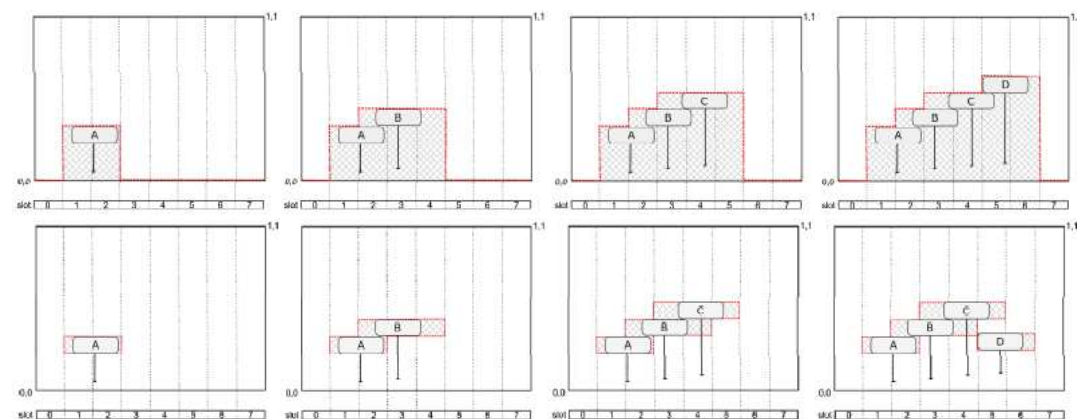 1,1 1,1 1,1 1,
D
C C
B B B
A A A A
0,0 0,0 0,0 0,0
slot 0 1 2 3 4 5 6 7 slot 0 1 2 3 4 5 6 7 slot 0 1 2 3 4 5 6 7 slot 0 1 2 3 4 5 6 7
1,1 1,1 1,1 1,1
C C
B B B
A A A A D
0,0 0,0 0,0 0,0
slot 0 1 2 3 4 5 6 7 slot 0 1 2 3 4 5 6 7 slot 0 1 2 3 4 5 6 7 slot 0 1 2 3 4 5 6 7